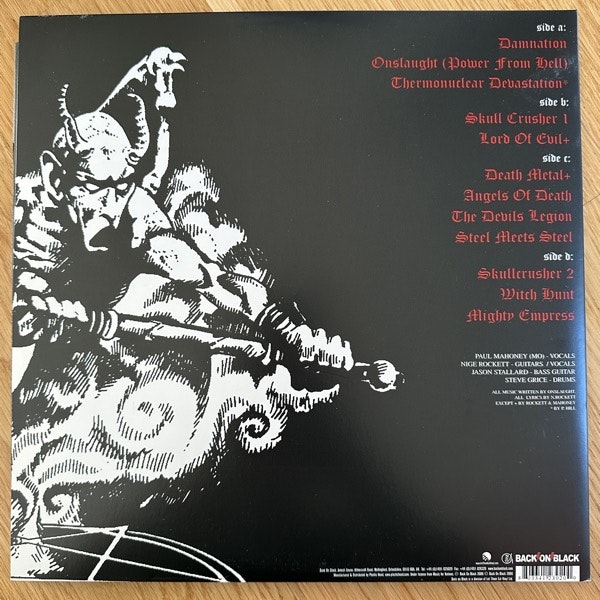 side a:
Damnation
Onslaught (Power From Hell)
Thermonuclear Devastation*
side b:
Skull Crusher 1
Lord Of Evil+
side c:
Death Metal+
Angels Of Death
The Devils Legion
Steel Meets Steel
side d:
Skullcrusher 2
Witch Hunt
Mighty Empress
PAUL MAHONEY (MO) - VOCALS
NIGE ROCKETT - GUITARS / VOCALS
JASON STALLARD - BASS GUITAR
STEVE GRICE - DRUMS
ALL MUSIC WRITTEN BY ONSLAUGHT.
ALL LYRICS BY N.ROCKETT
EXCEPT + BY ROCKETT & MAHONEY
* BY P. HILL
BACK ON BLACK